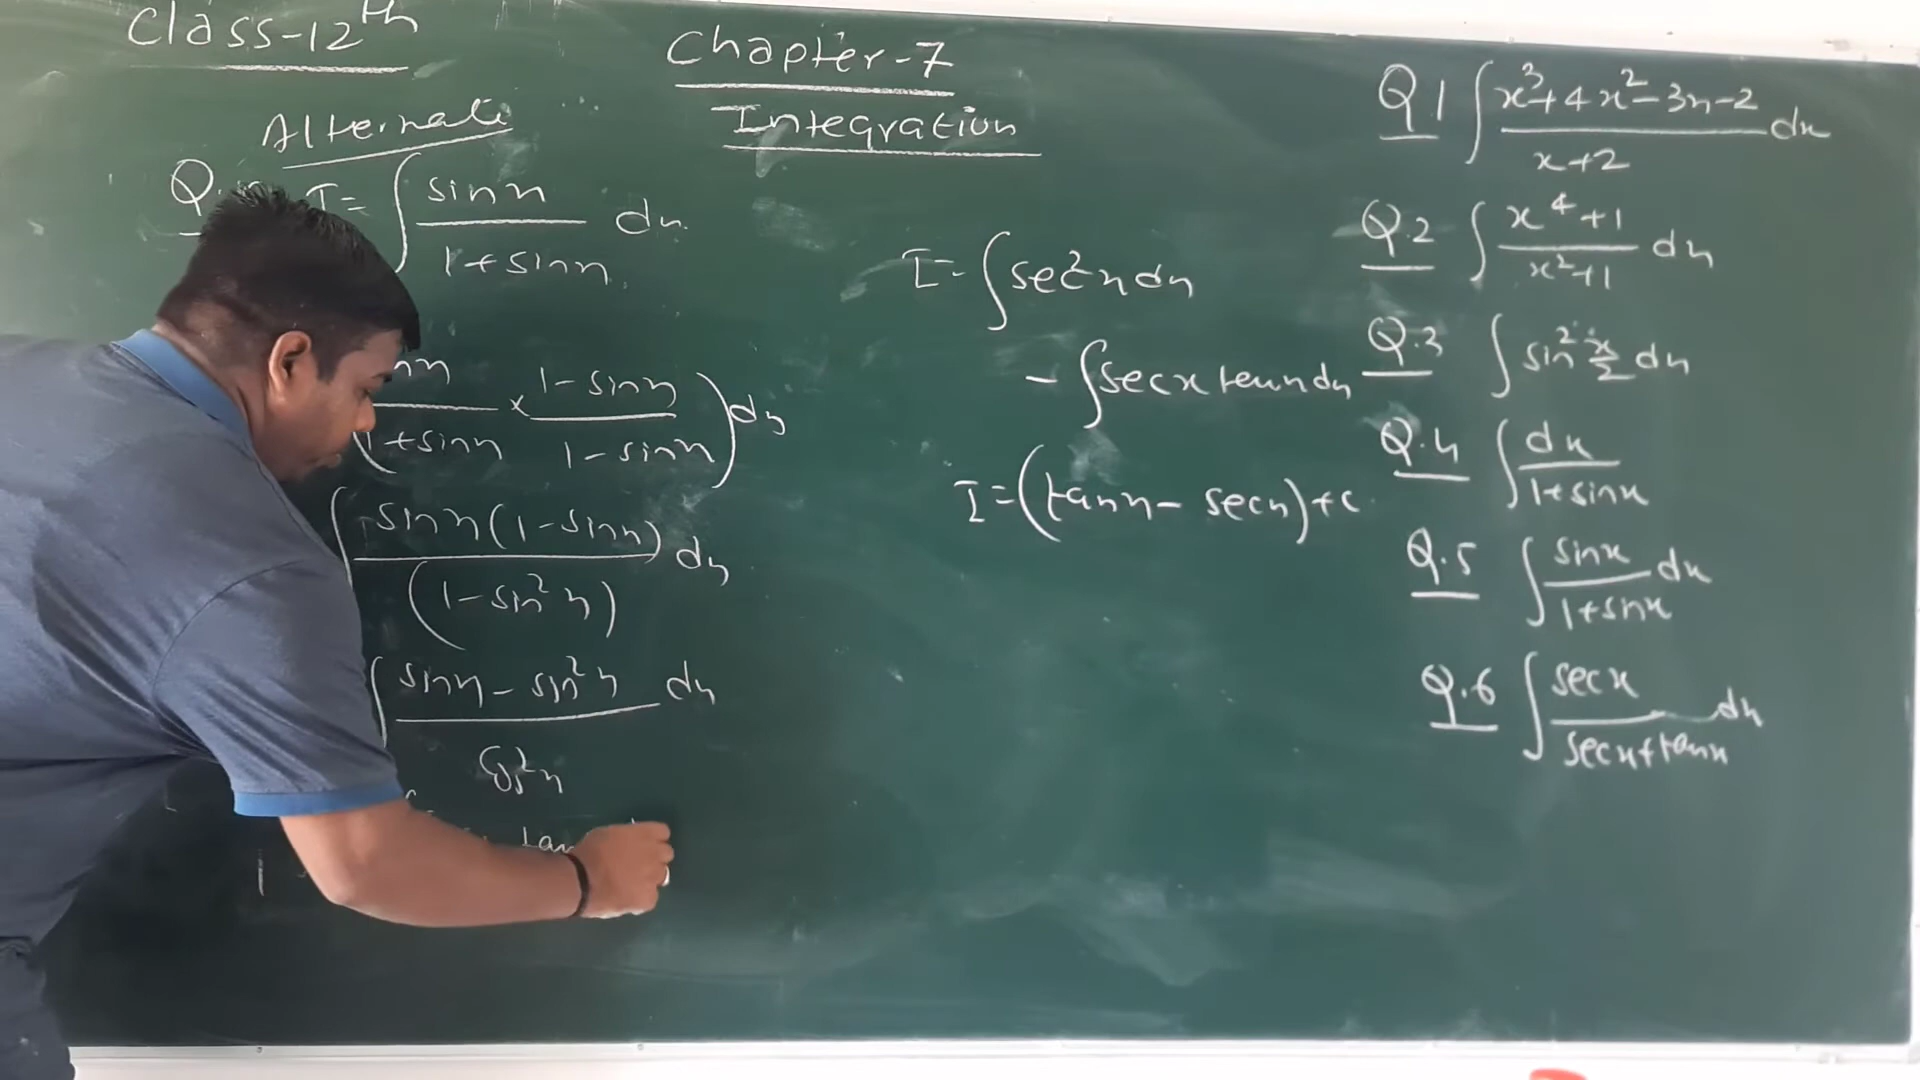 Class-12th
Chapter-7
Integration
Alternate
Q. I = ∫ sinx / 1+sinx dx
1-sinx
× dx
1+sinx 1-sinx
∫ sinx(1-sinx) / (1-sin²x) dx
∫ sinx - sin²x / cos²x dx
tan
I = ∫ sec²x dx
- ∫ secx tanx dx
I = (tanx - secx) + c
Q.1 ∫ x³+4x²-3x-2 / x+2 dx
Q.2 ∫ x⁴+1 / x²+1 dx
Q.3 ∫ sin² x/2 dx
Q.4 ∫ dx / 1+sinx
Q.5 ∫ sinx / 1+sinx dx
Q.6 ∫ secx / secx+tanx dx